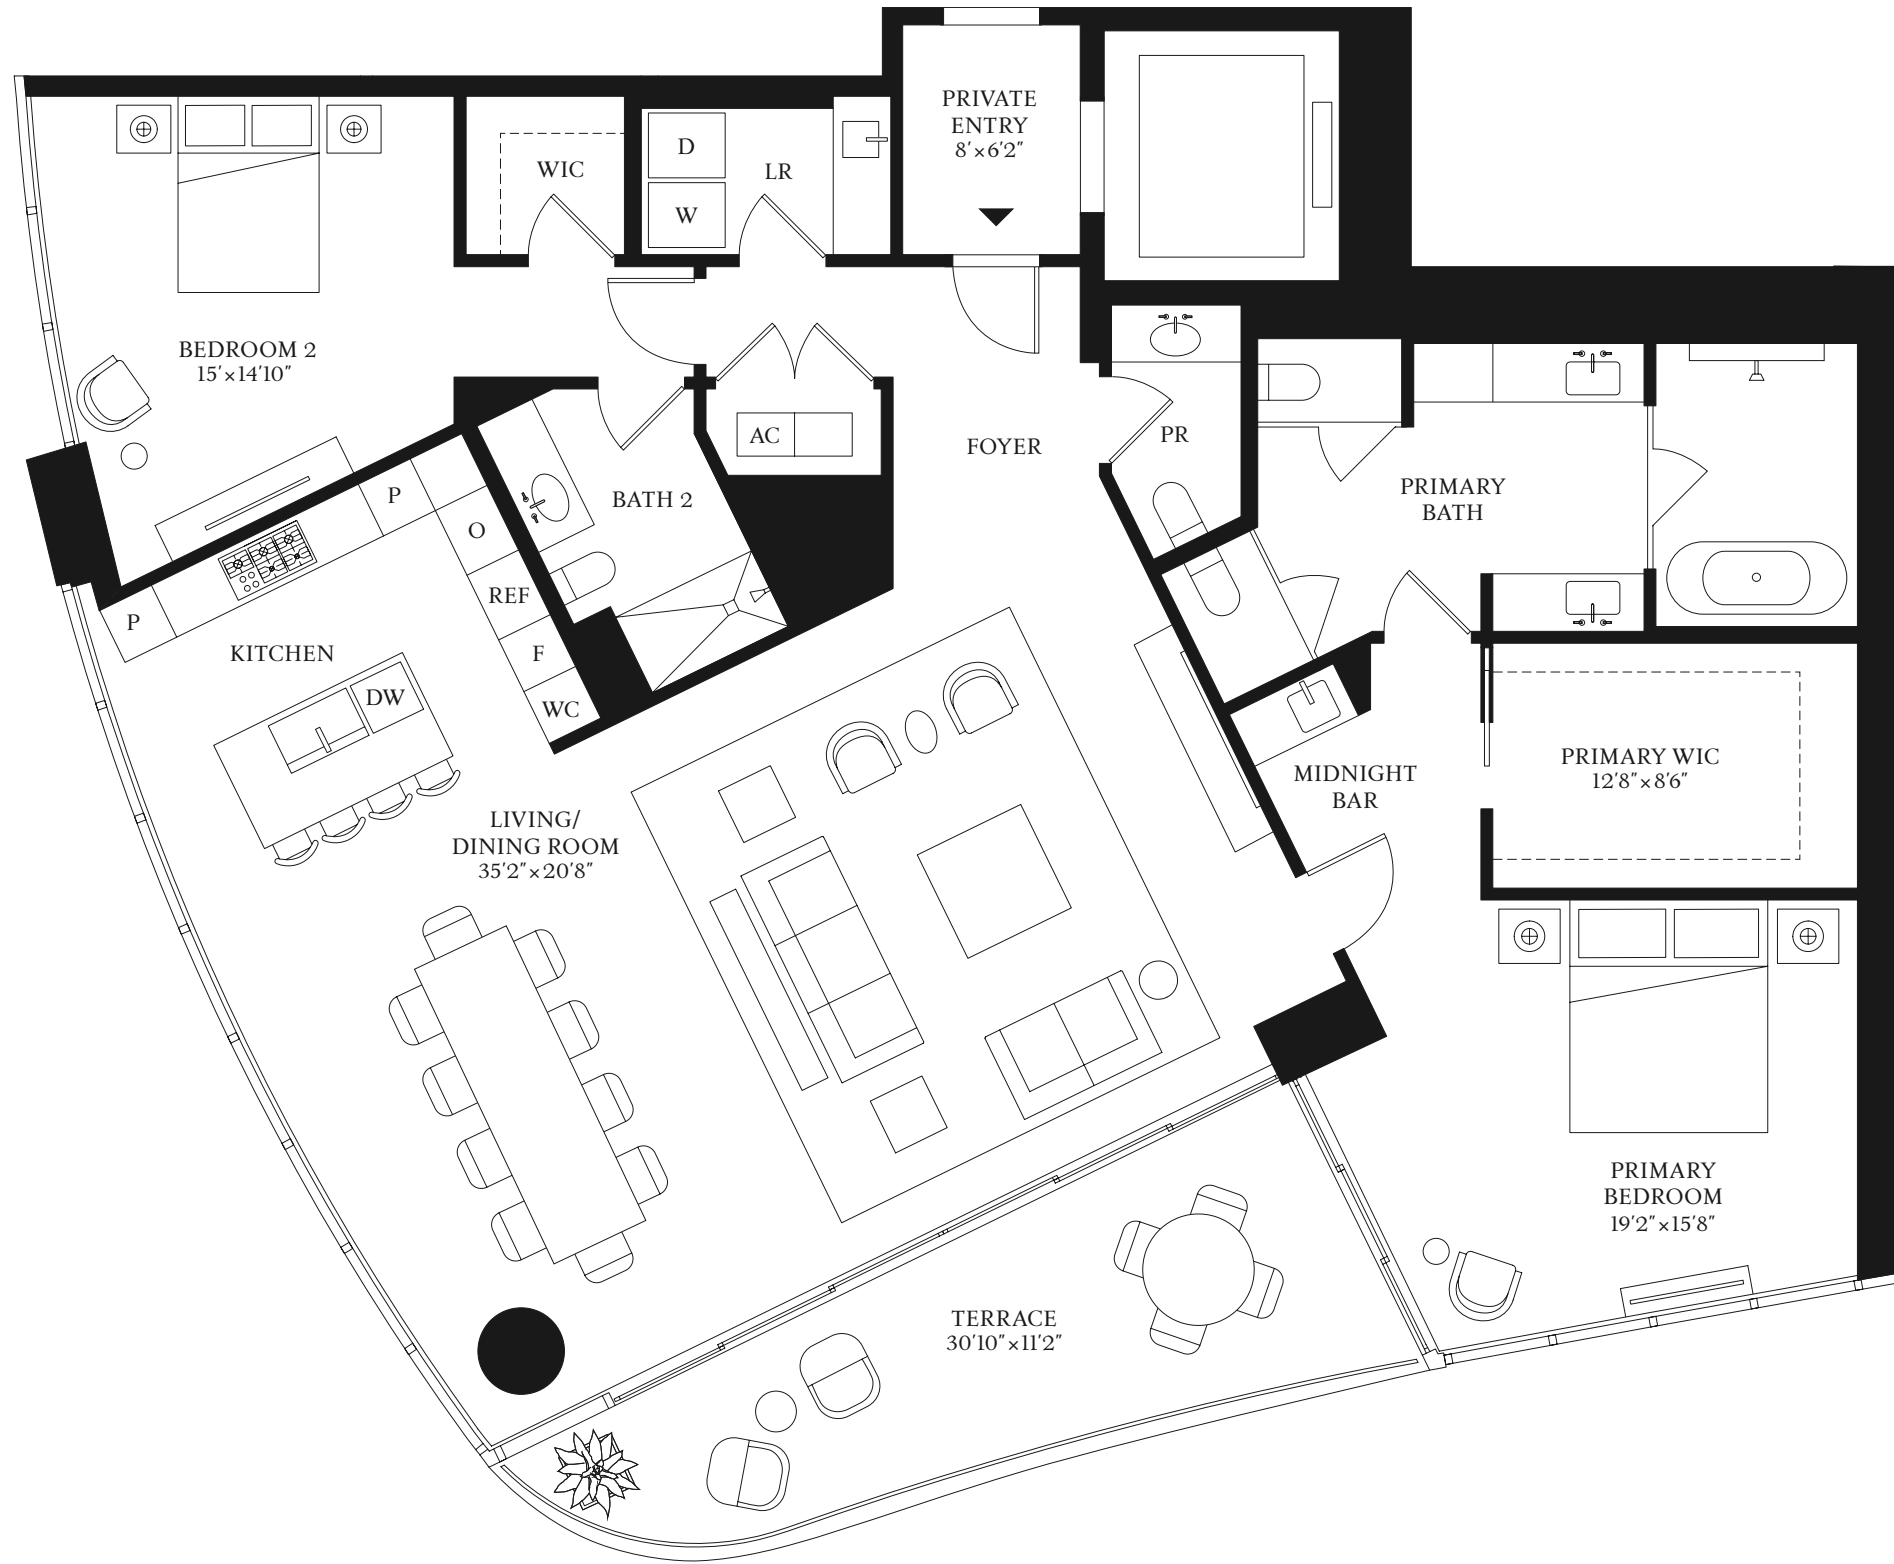 PRIVATE
ENTRY
8'×6'2"
D
WIC
LR
W
BEDROOM 2
15'×14'10"
AC
PR
FOYER
P
BATH 2
PRIMARY
BATH
O
REF
P
KITCHEN
F
DW
WC
PRIMARY WIC
12'8"×8'6"
MIDNIGHT
BAR
LIVING/
DINING ROOM
35'2"×20'8"
PRIMARY
BEDROOM
19'2"×15'8"
TERRACE
30'10"×11'2"